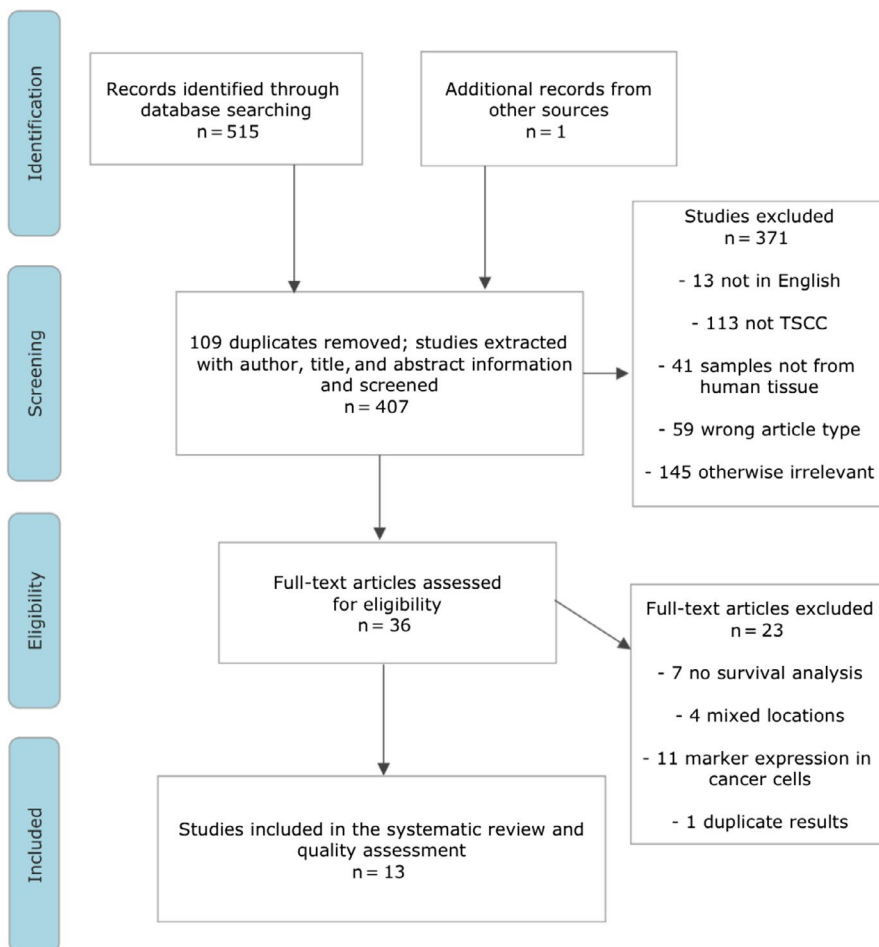 Identification
Records identified through
database searching
n = 515
Additional records from
other sources
n = 1
Studies excluded
n = 371
- 13 not in English
- 113 not TSCC
- 41 samples not from
human tissue
- 59 wrong article type
- 145 otherwise irrelevant
Screening
109 duplicates removed; studies extracted
with author, title, and abstract information
and screened
n = 407
Eligibility
Full-text articles assessed
for eligibility
n = 36
Full-text articles excluded
n = 23
- 7 no survival analysis
- 4 mixed locations
- 11 marker expression in
cancer cells
- 1 duplicate results
Included
Studies included in the systematic review and
quality assessment
n = 13